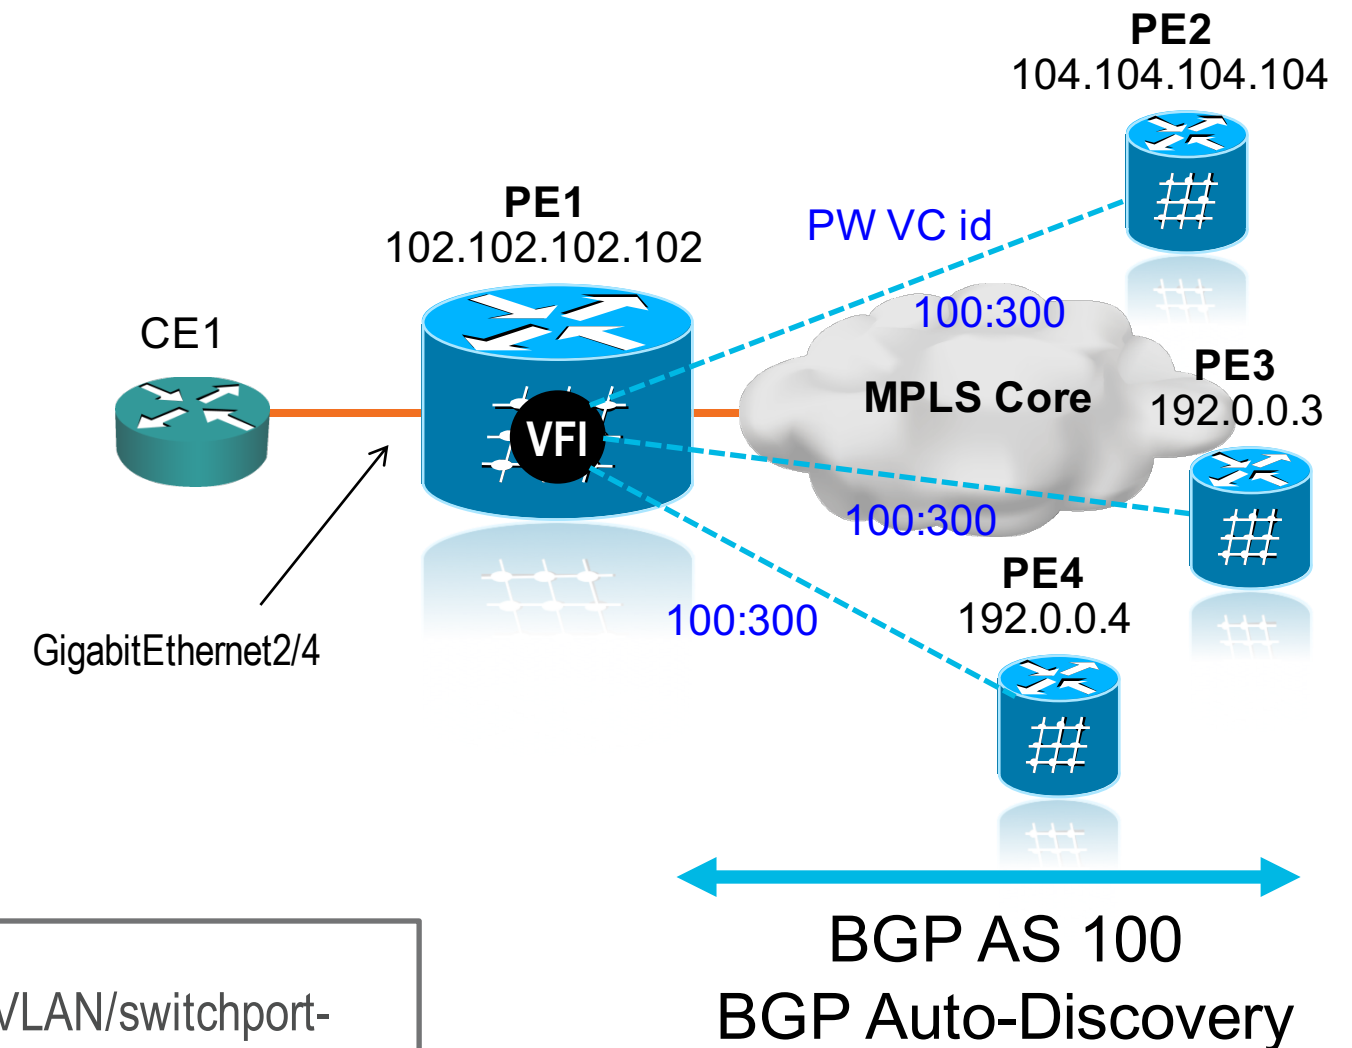 PE2
104.104.104.104
PE1
102.102.102.102
PW VC id
CE1
100:300
PE3
192.0.0.3
MPLS Core
VFI
100:300
PE4
192.0.0.4
100:300
GigabitEthernet2/4
BGP AS 100
BGP Auto-Discovery
VLAN/switchport-